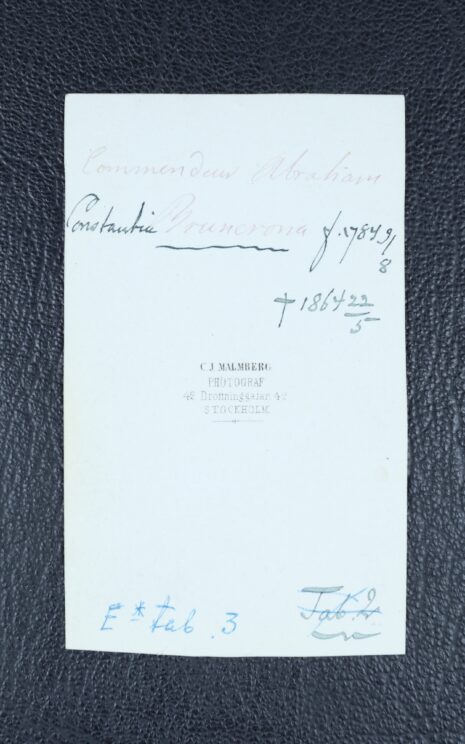 Commendeur Abraham
Constantin Brunerona f. 1784 9/8
† 1864 22/5
C J MALMBERG
PHOTOGRAF
42 Drottninggatan 42
STOCKHOLM
E* tab. 3
Tab. 2